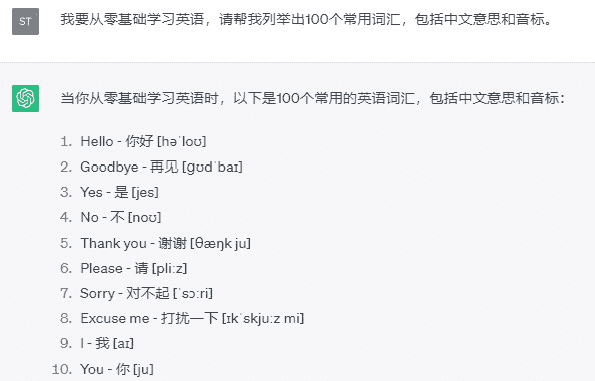 ST
我要从零基础学习英语，请帮我列举出100个常用词汇，包括中文意思和音标。
当你从零基础学习英语时，以下是100个常用的英语词汇，包括中文意思和音标：
1. Hello - 你好 [həˈloʊ]
2. Goodbye - 再见 [ɡʊdˈbaɪ]
3. Yes - 是 [jes]
4. No - 不 [noʊ]
5. Thank you - 谢谢 [θæŋk ju]
6. Please - 请 [pliːz]
7. Sorry - 对不起 [ˈsɔːri]
8. Excuse me - 打扰一下 [ɪkˈskjuːz mi]
9. I - 我 [aɪ]
10. You - 你 [ju]